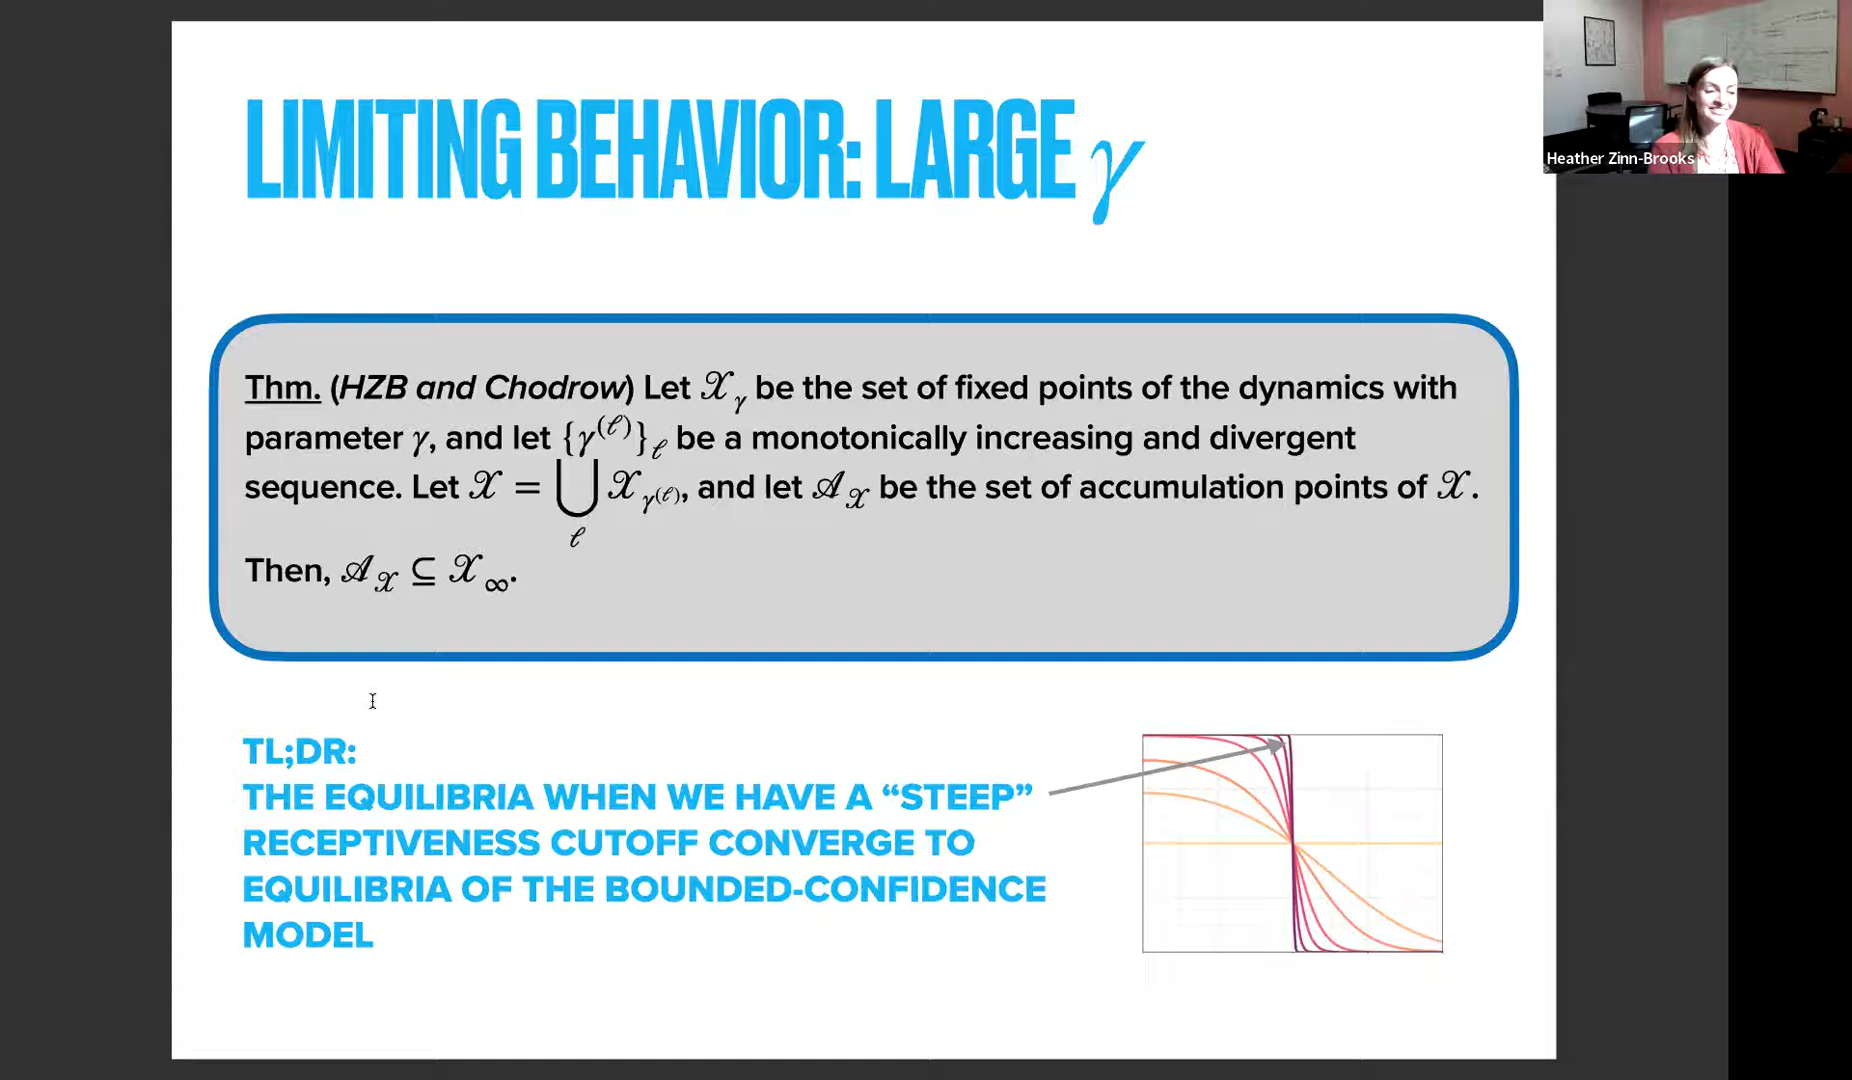 LIMITING BEHAVIOR: LARGE γ
Heather Zinn-Brooks
Thm. (HZB and Chodrow) Let 𝒳_γ be the set of fixed points of the dynamics with
parameter γ, and let {γ^(ℓ)}_ℓ be a monotonically increasing and divergent
sequence. Let 𝒳 = ⋃_ℓ 𝒳_γ^(ℓ), and let 𝒜_𝒳 be the set of accumulation points of 𝒳.
Then, 𝒜_𝒳 ⊆ 𝒳_∞.
TL;DR:
THE EQUILIBRIA WHEN WE HAVE A “STEEP”
RECEPTIVENESS CUTOFF CONVERGE TO
EQUILIBRIA OF THE BOUNDED-CONFIDENCE
MODEL